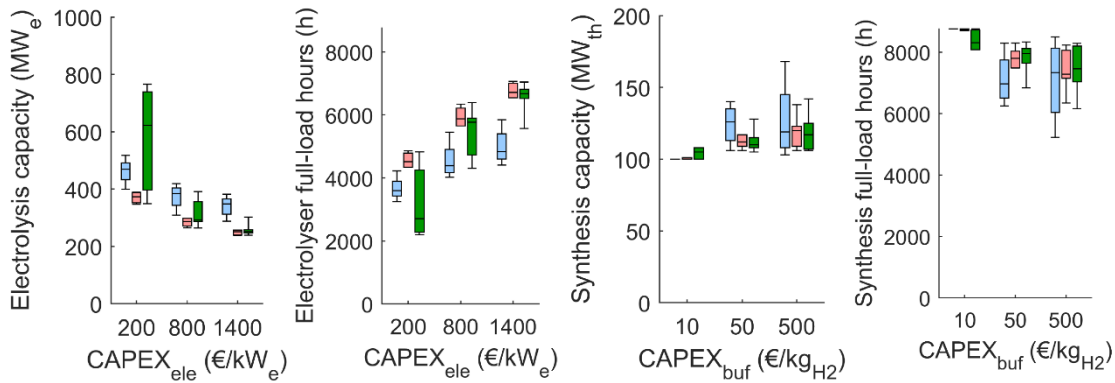 Electrolysis capacity (MWe)
1000
800
600
400
200
0
200 800 1400
CAPEXele (€/kWe)
Electrolyser full-load hours (h)
8000
6000
4000
2000
0
200 800 1400
CAPEXele (€/kWe)
Synthesis capacity (MWth)
200
150
100
50
0
10 50 500
CAPEXbuf (€/kgH2)
Synthesis full-load hours (h)
8000
6000
4000
2000
0
10 50 500
CAPEXbuf (€/kgH2)